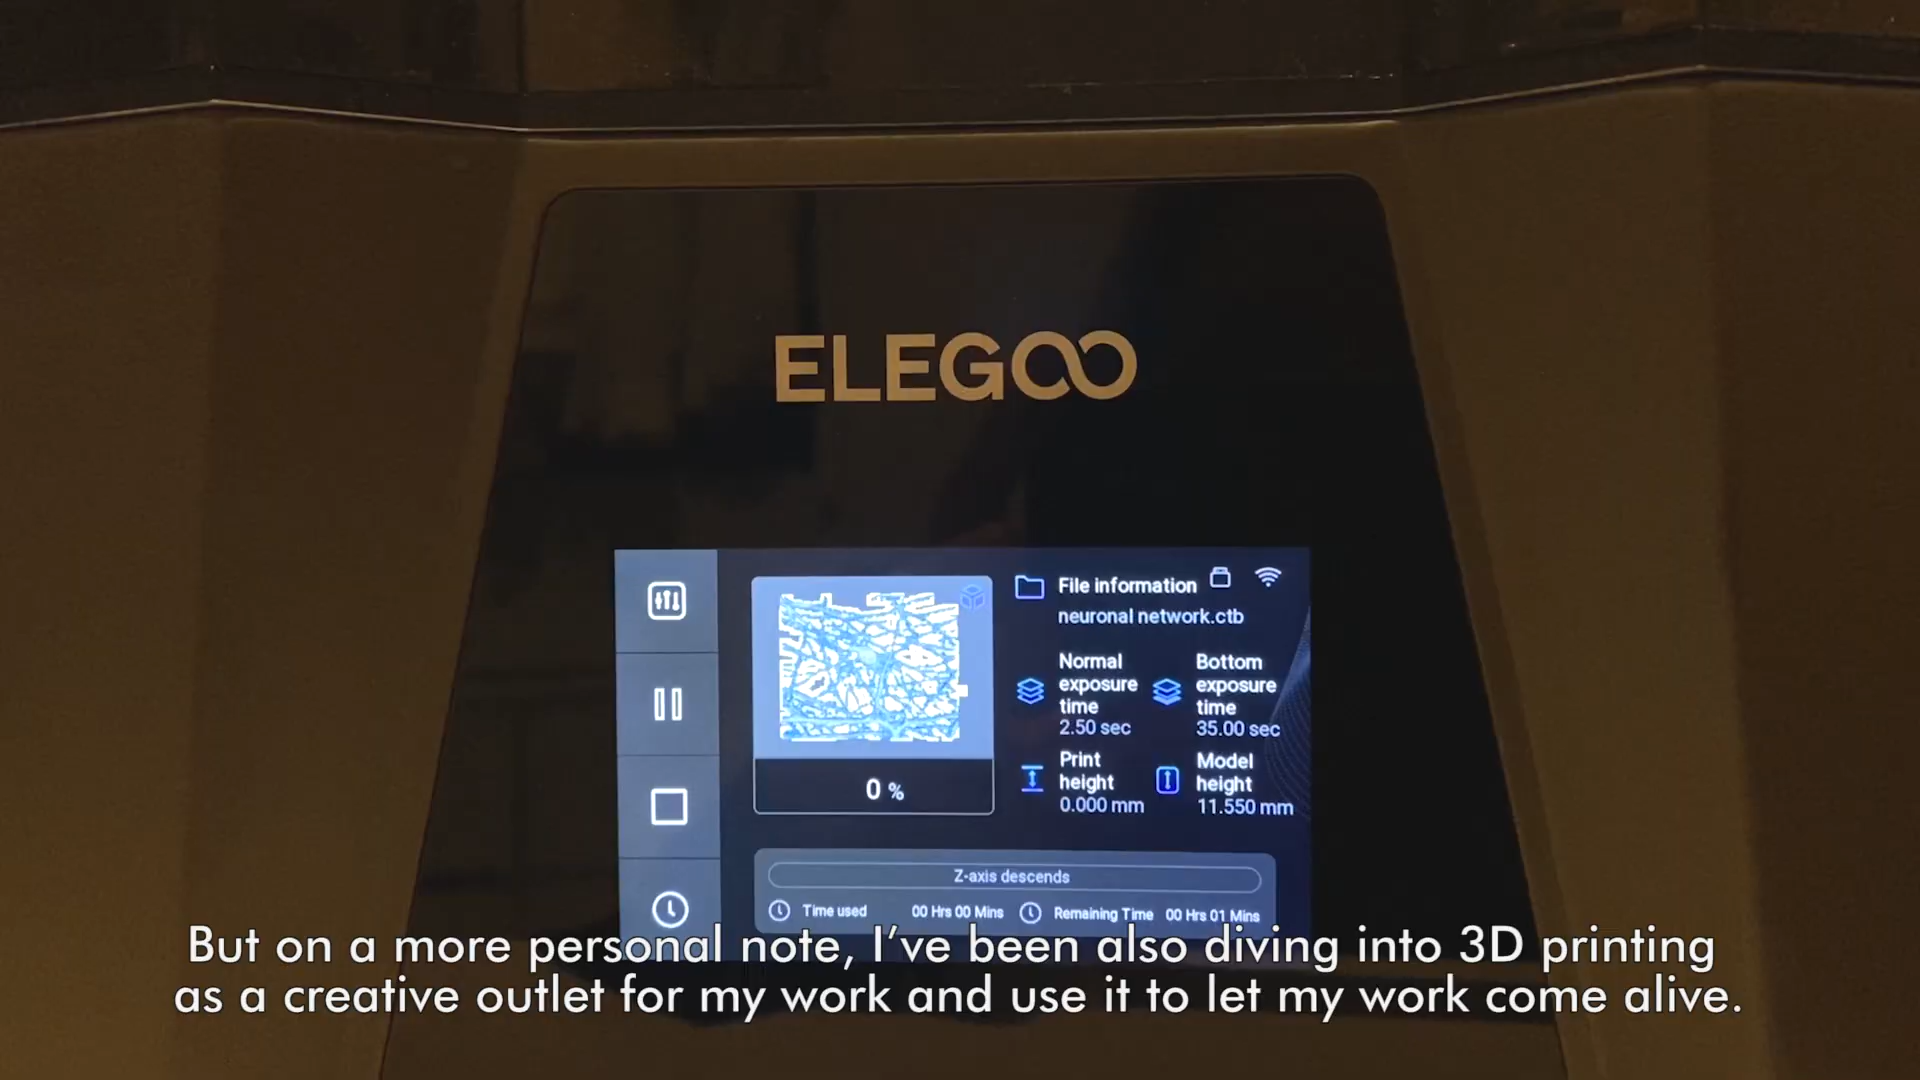 ELEGOO
File information
neuronal network.ctb
Normal
exposure
time
2.50 sec
Bottom
exposure
time
35.00 sec
Print
height
0.000 mm
Model
height
11.550 mm
0 %
Z-axis descends
Time used 00 Hrs 00 Mins Remaining Time 00 Hrs 01 Mins
But on a more personal note, I've been also diving into 3D printing
as a creative outlet for my work and use it to let my work come alive.